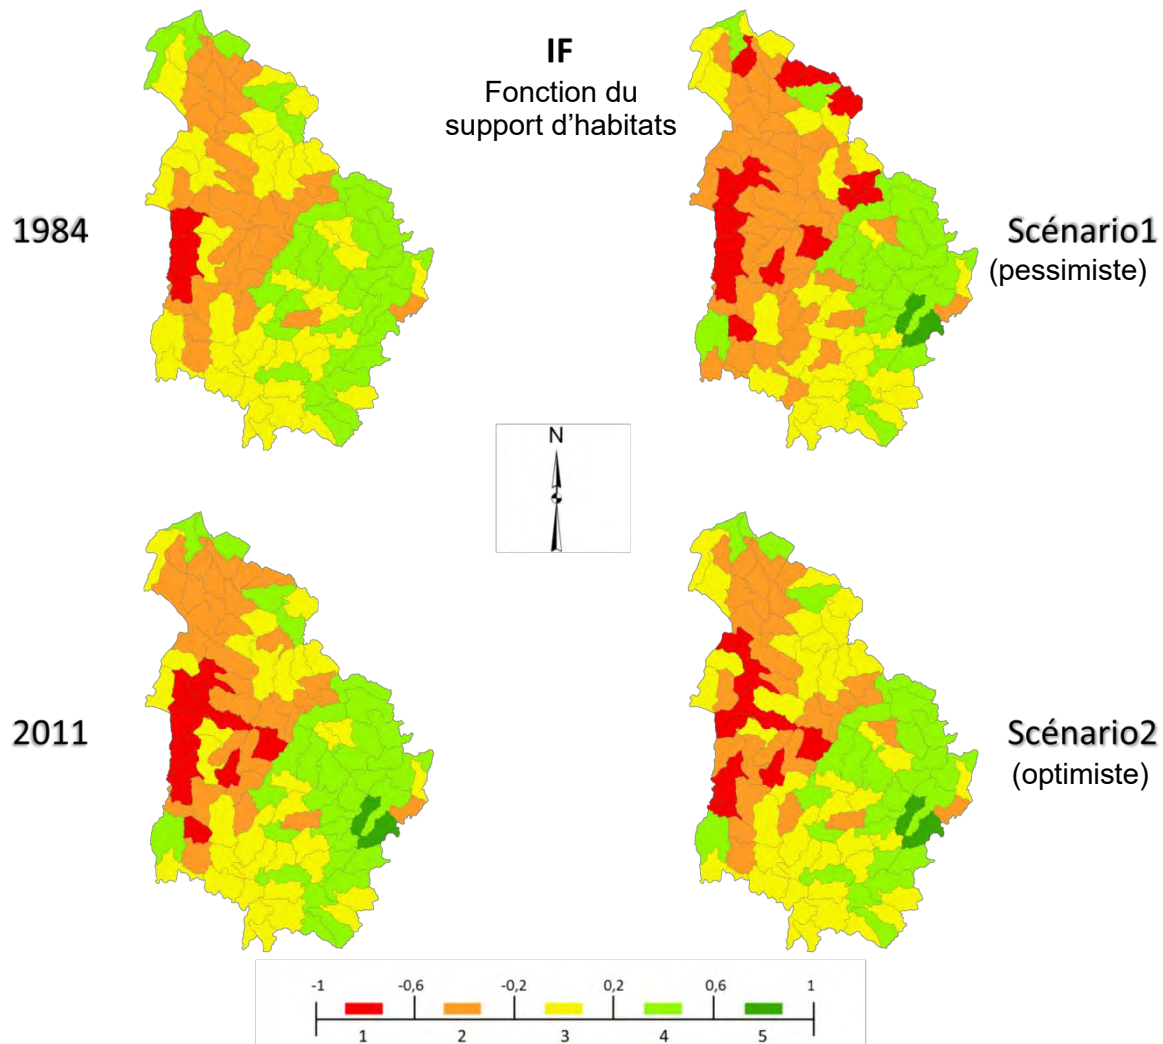 IF
Fonction du
support d'habitats
1984
Scénario1
(pessimiste)
N
2011
Scénario2
(optimiste)
-1 -0,6 -0,2 0,2 0,6 1
1 2 3 4 5